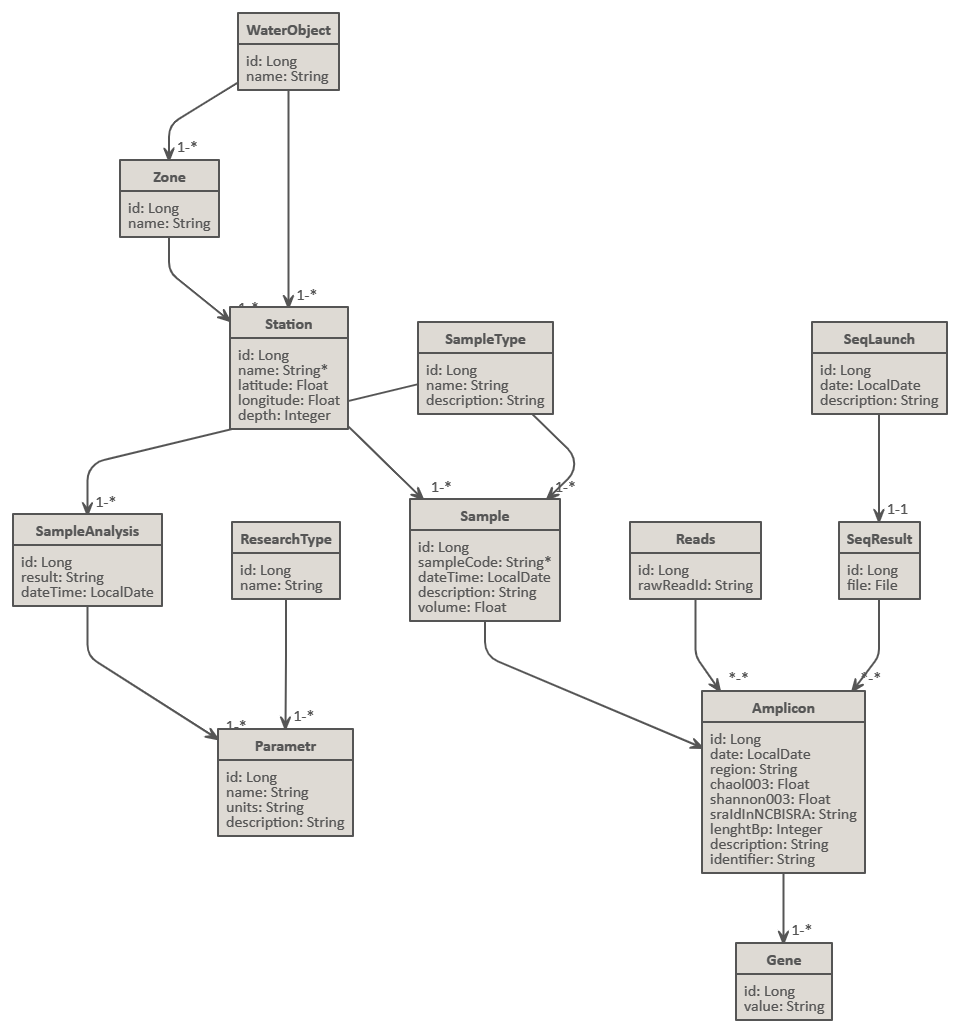 WaterObject
id: Long
name: String
1-*
Zone
id: Long
name: String
1-*
1-*
Station
id: Long
name: String*
latitude: Float
longitude: Float
depth: Integer
SampleType
id: Long
name: String
description: String
SeqLaunch
id: Long
date: LocalDate
description: String
1-*
1-*
1-*
1-1
SampleAnalysis
id: Long
result: String
dateTime: LocalDate
ResearchType
id: Long
name: String
Sample
id: Long
sampleCode: String*
dateTime: LocalDate
description: String
volume: Float
Reads
id: Long
rawReadId: String
SeqResult
id: Long
file: File
*-*
*-*
1-*
1-*
Parametr
id: Long
name: String
units: String
description: String
Amplicon
id: Long
date: LocalDate
region: String
chaol003: Float
shannon003: Float
sraIdInNCBISRA: String
lenghtBp: Integer
description: String
identifier: String
1-*
Gene
id: Long
value: String